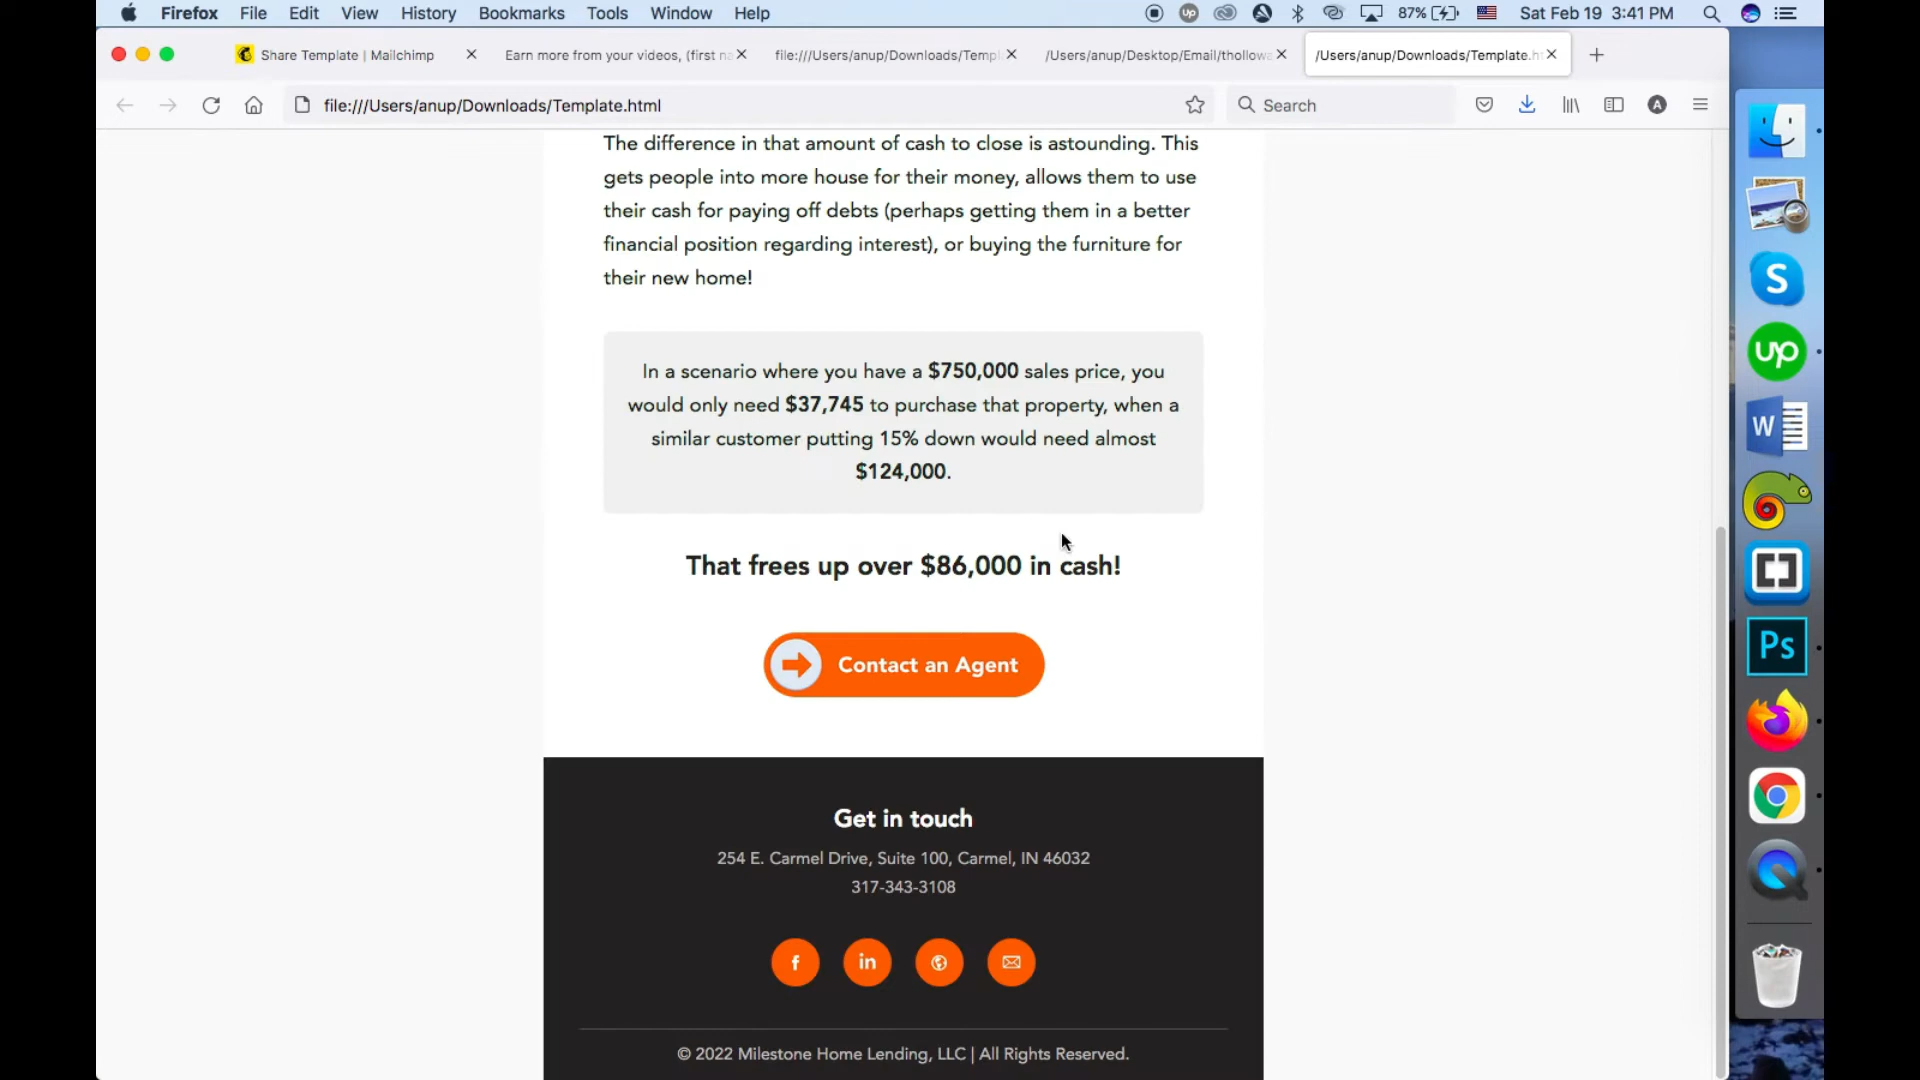 Firefox File Edit View History Bookmarks Tools Window Help
87%
Sat Feb 19 3:41 PM
Share Template | Mailchimp
Earn more from your videos, (first na
file:///Users/anup/Downloads/Templ
/Users/anup/Desktop/Email/thollowa
/Users/anup/Downloads/Template.ht
file:///Users/anup/Downloads/Template.html
Search
A
The difference in that amount of cash to close is astounding. This
gets people into more house for their money, allows them to use
their cash for paying off debts (perhaps getting them in a better
financial position regarding interest), or buying the furniture for
their new home!
In a scenario where you have a $750,000 sales price, you
would only need $37,745 to purchase that property, when a
similar customer putting 15% down would need almost
$124,000.
That frees up over $86,000 in cash!
Contact an Agent
Get in touch
254 E. Carmel Drive, Suite 100, Carmel, IN 46032
317-343-3108
f
in
© 2022 Milestone Home Lending, LLC | All Rights Reserved.
S
up
W
Ps